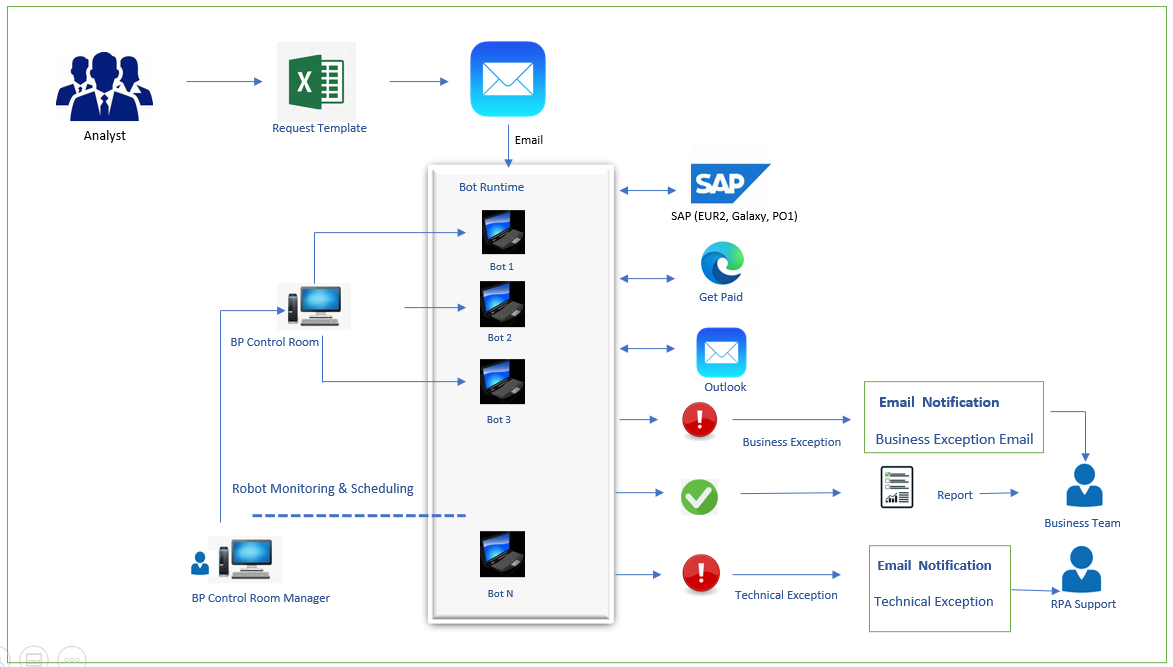 Analyst
X
Request Template
Email
Bot Runtime
Bot 1
Bot 2
Bot 3
Bot N
BP Control Room
Robot Monitoring & Scheduling
BP Control Room Manager
SAP
SAP (EUR2, Galaxy, PO1)
Get Paid
Outlook
!
Business Exception
Email Notification
Business Exception Email
Report
Business Team
!
Technical Exception
Email Notification
Technical Exception
RPA Support